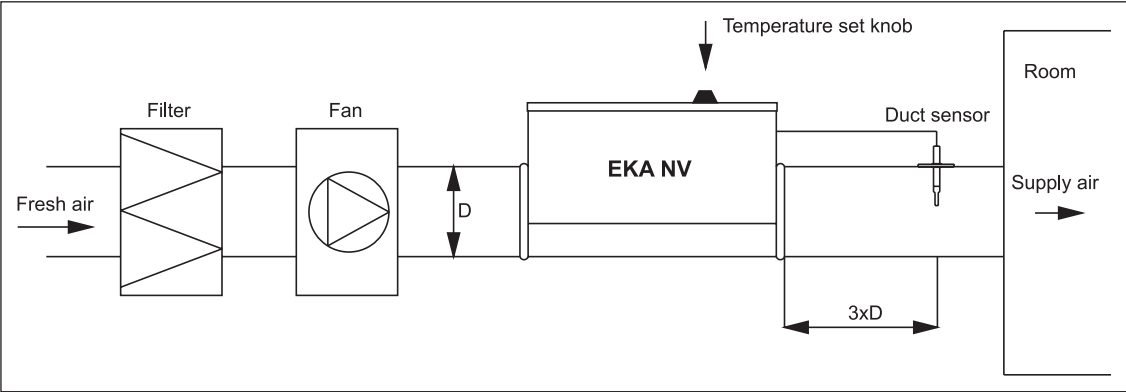 Temperature set knob
Room
Filter
Fan
Duct sensor
EKA NV
Fresh air
D
Supply air
3xD